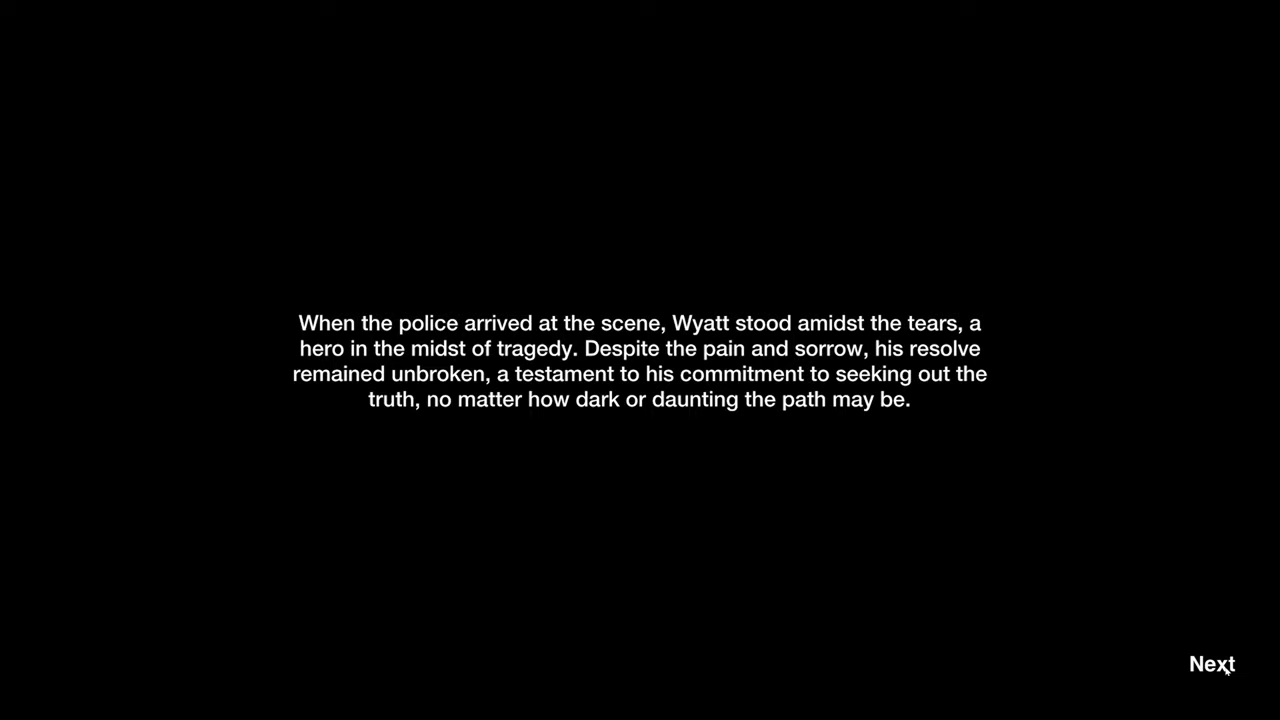 When the police arrived at the scene, Wyatt stood amidst the tears, a
hero in the midst of tragedy. Despite the pain and sorrow, his resolve
remained unbroken, a testament to his commitment to seeking out the
truth, no matter how dark or daunting the path may be.
Next